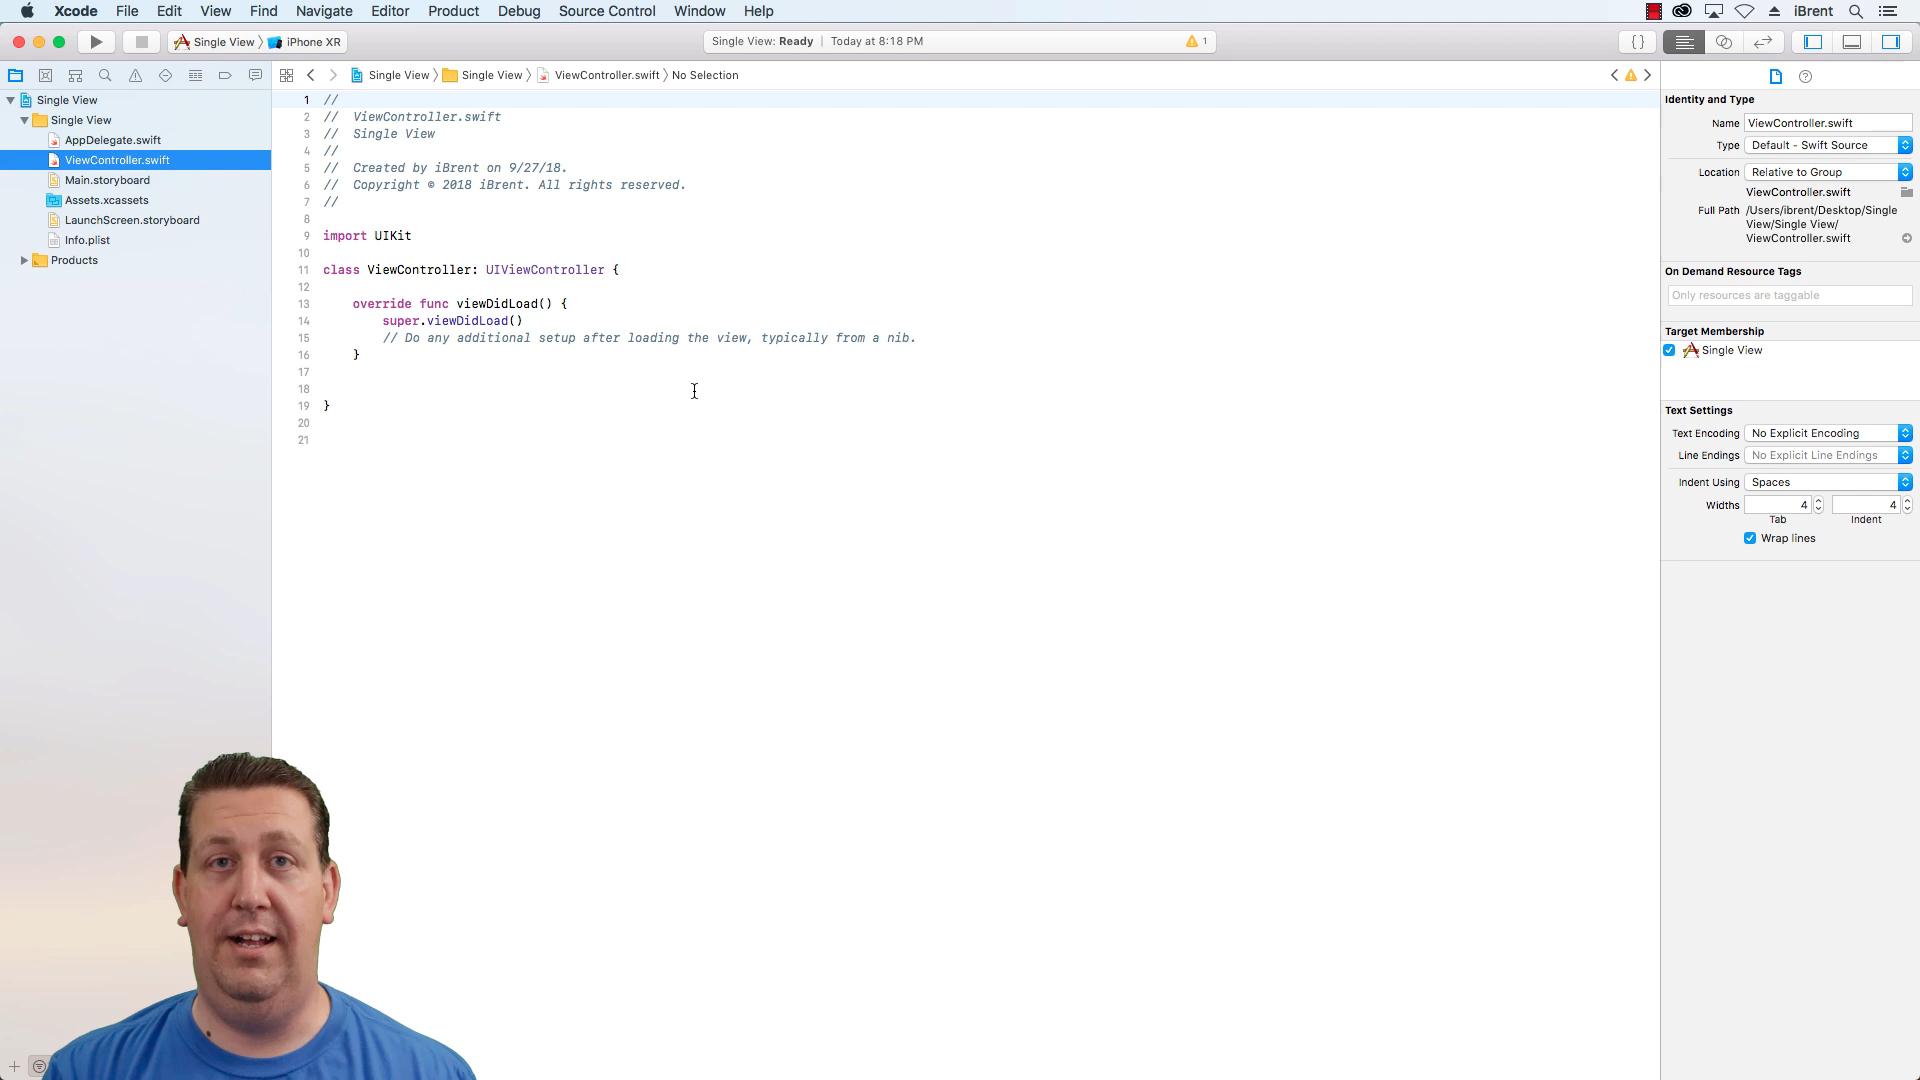 Xcode File Edit View Find Navigate Editor Product Debug Source Control Window Help iBrent
Single View iPhone XR
Single View: Ready | Today at 8:18 PM 1
{}
Single View Single View ViewController.swift No Selection
Single View
Single View
AppDelegate.swift
ViewController.swift
Main.storyboard
Assets.xcassets
LaunchScreen.storyboard
Info.plist
Products
1 //
2 // ViewController.swift
3 // Single View
4 //
5 // Created by iBrent on 9/27/18.
6 // Copyright © 2018 iBrent. All rights reserved.
7 //
8
9 import UIKit
10
11 class ViewController: UIViewController {
12
13 override func viewDidLoad() {
14 super.viewDidLoad()
15 // Do any additional setup after loading the view, typically from a nib.
16 }
17
18
19 }
20
21
Identity and Type
Name ViewController.swift
Type Default - Swift Source
Location Relative to Group
ViewController.swift
Full Path /Users/ibrent/Desktop/Single
View/Single View/
ViewController.swift
On Demand Resource Tags
Only resources are taggable
Target Membership
Single View
Text Settings
Text Encoding No Explicit Encoding
Line Endings No Explicit Line Endings
Indent Using Spaces
Widths 4 4
Tab Indent
Wrap lines